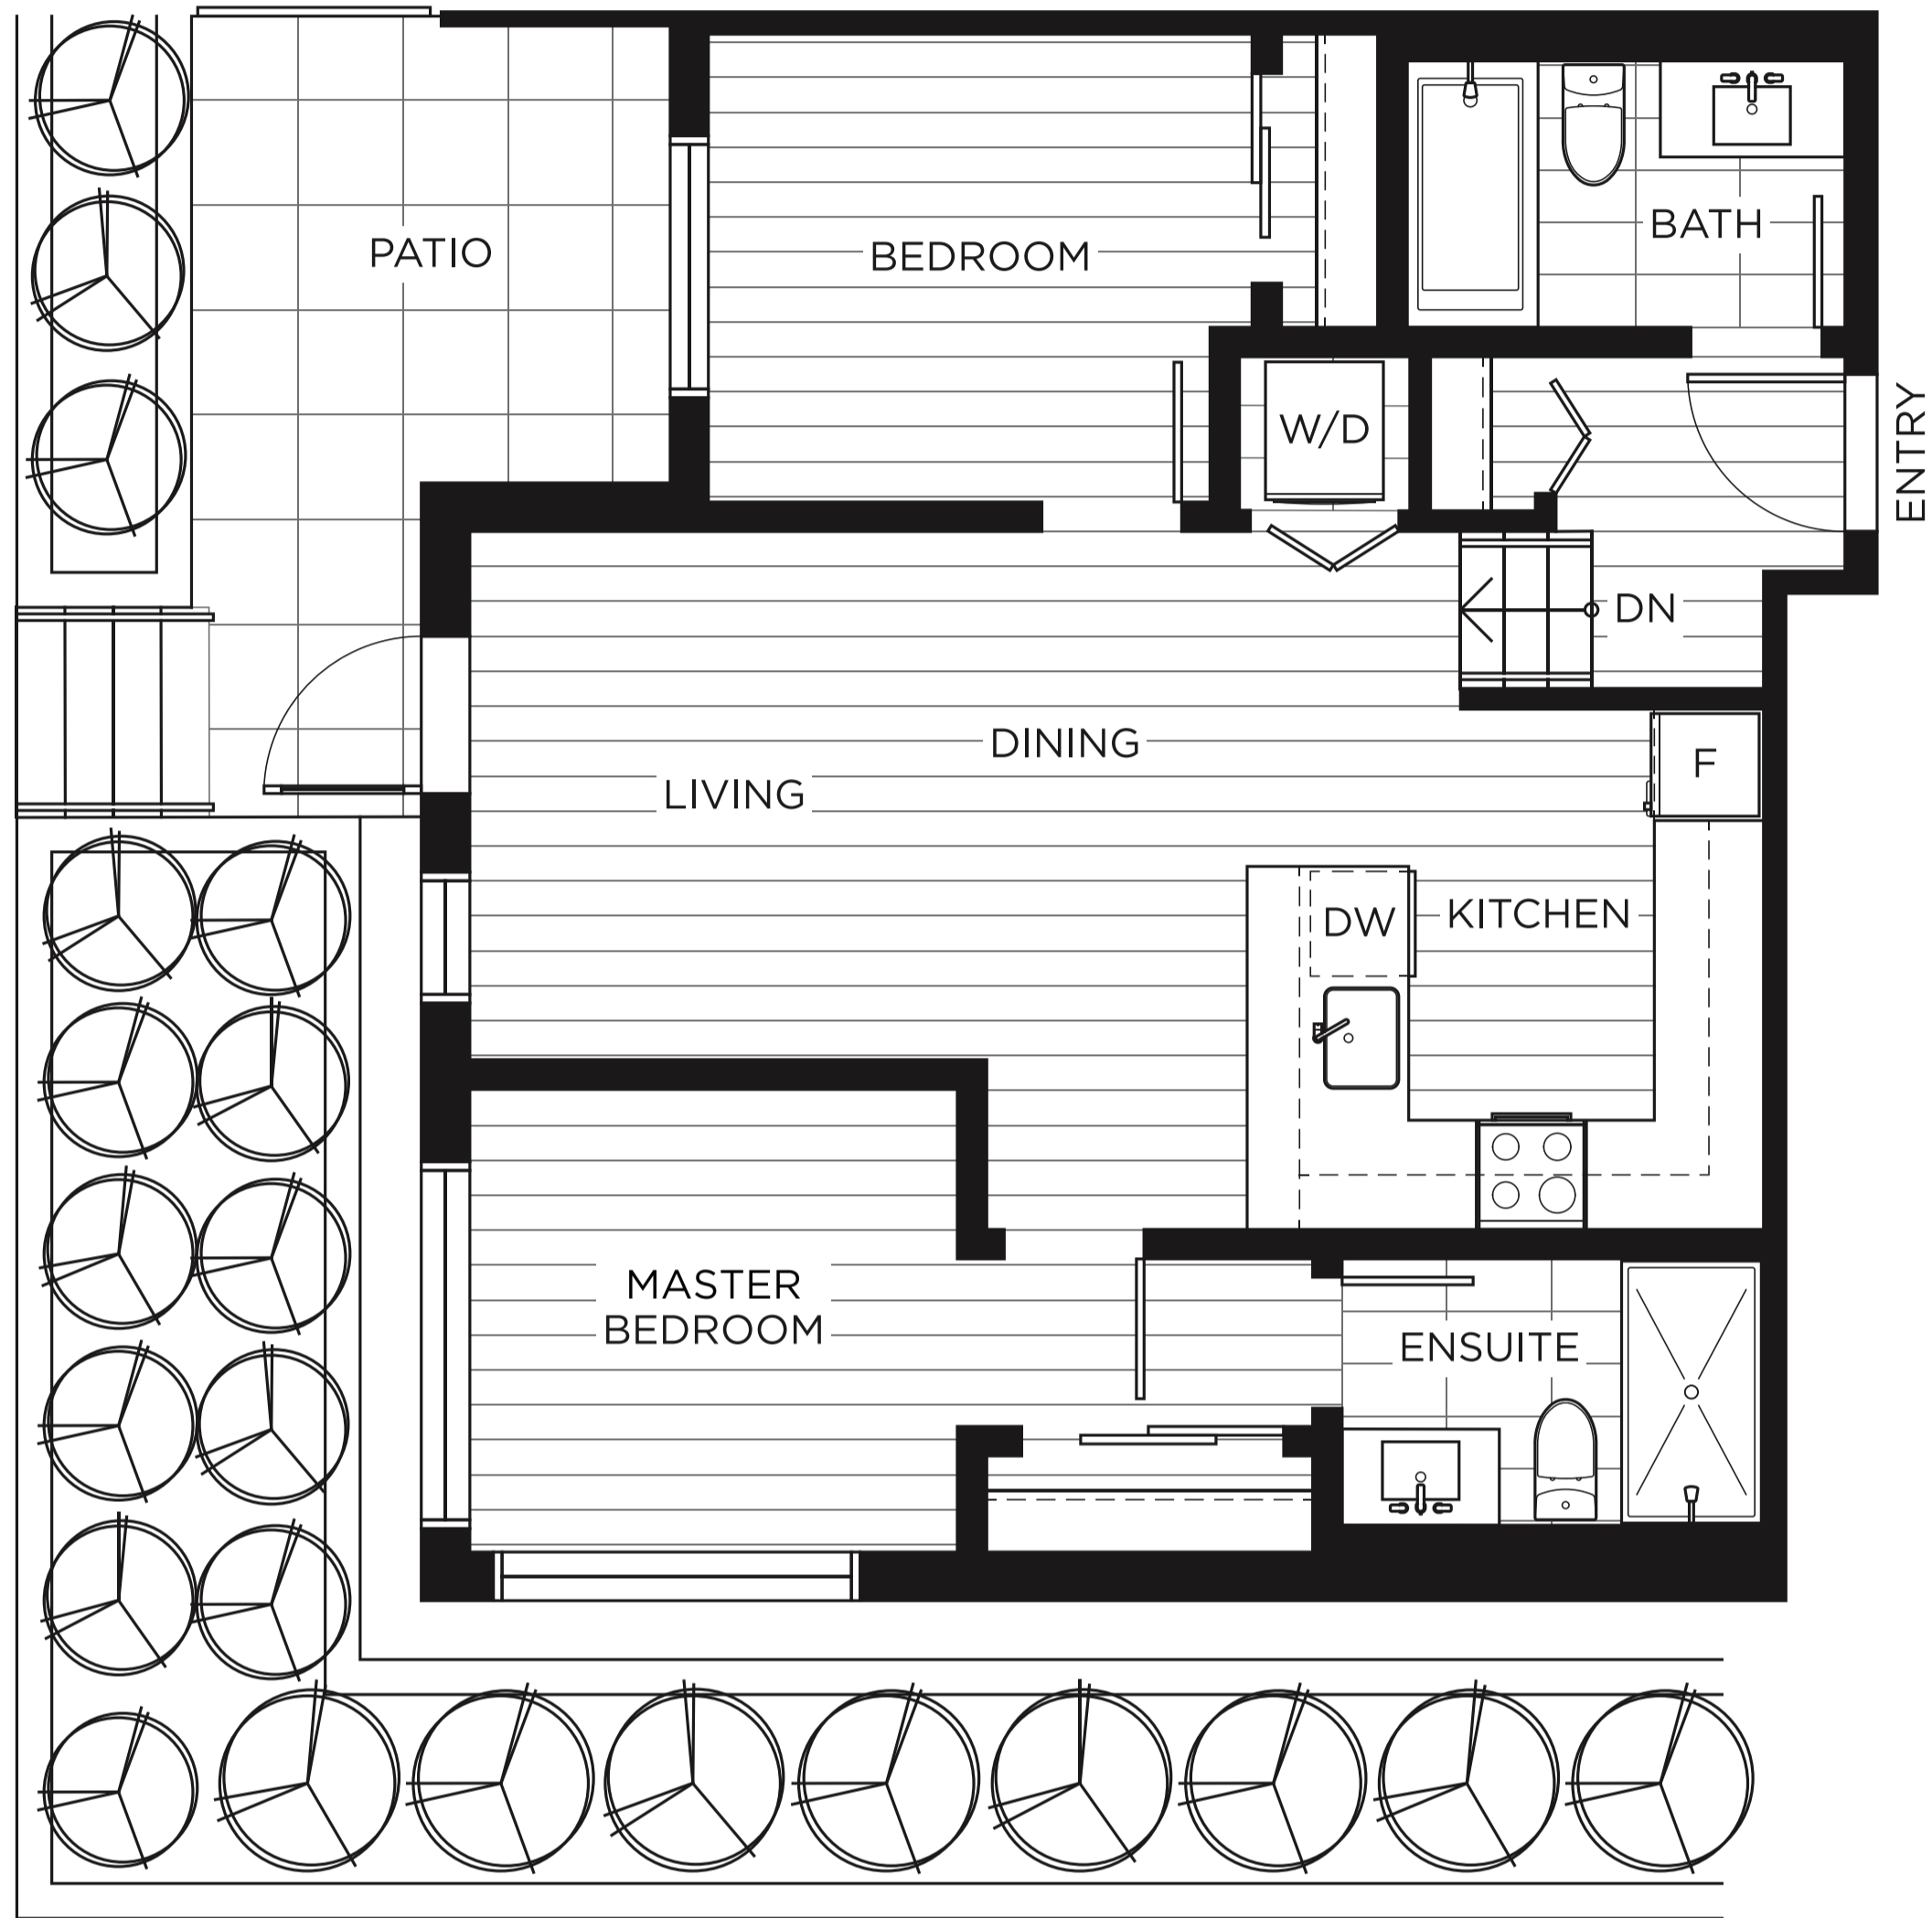 BATH
PATIO
BEDROOM
W/D
ENTRY
DN
DINING
F
LIVING
KITCHEN
DW
MASTER
BEDROOM
ENSUITE